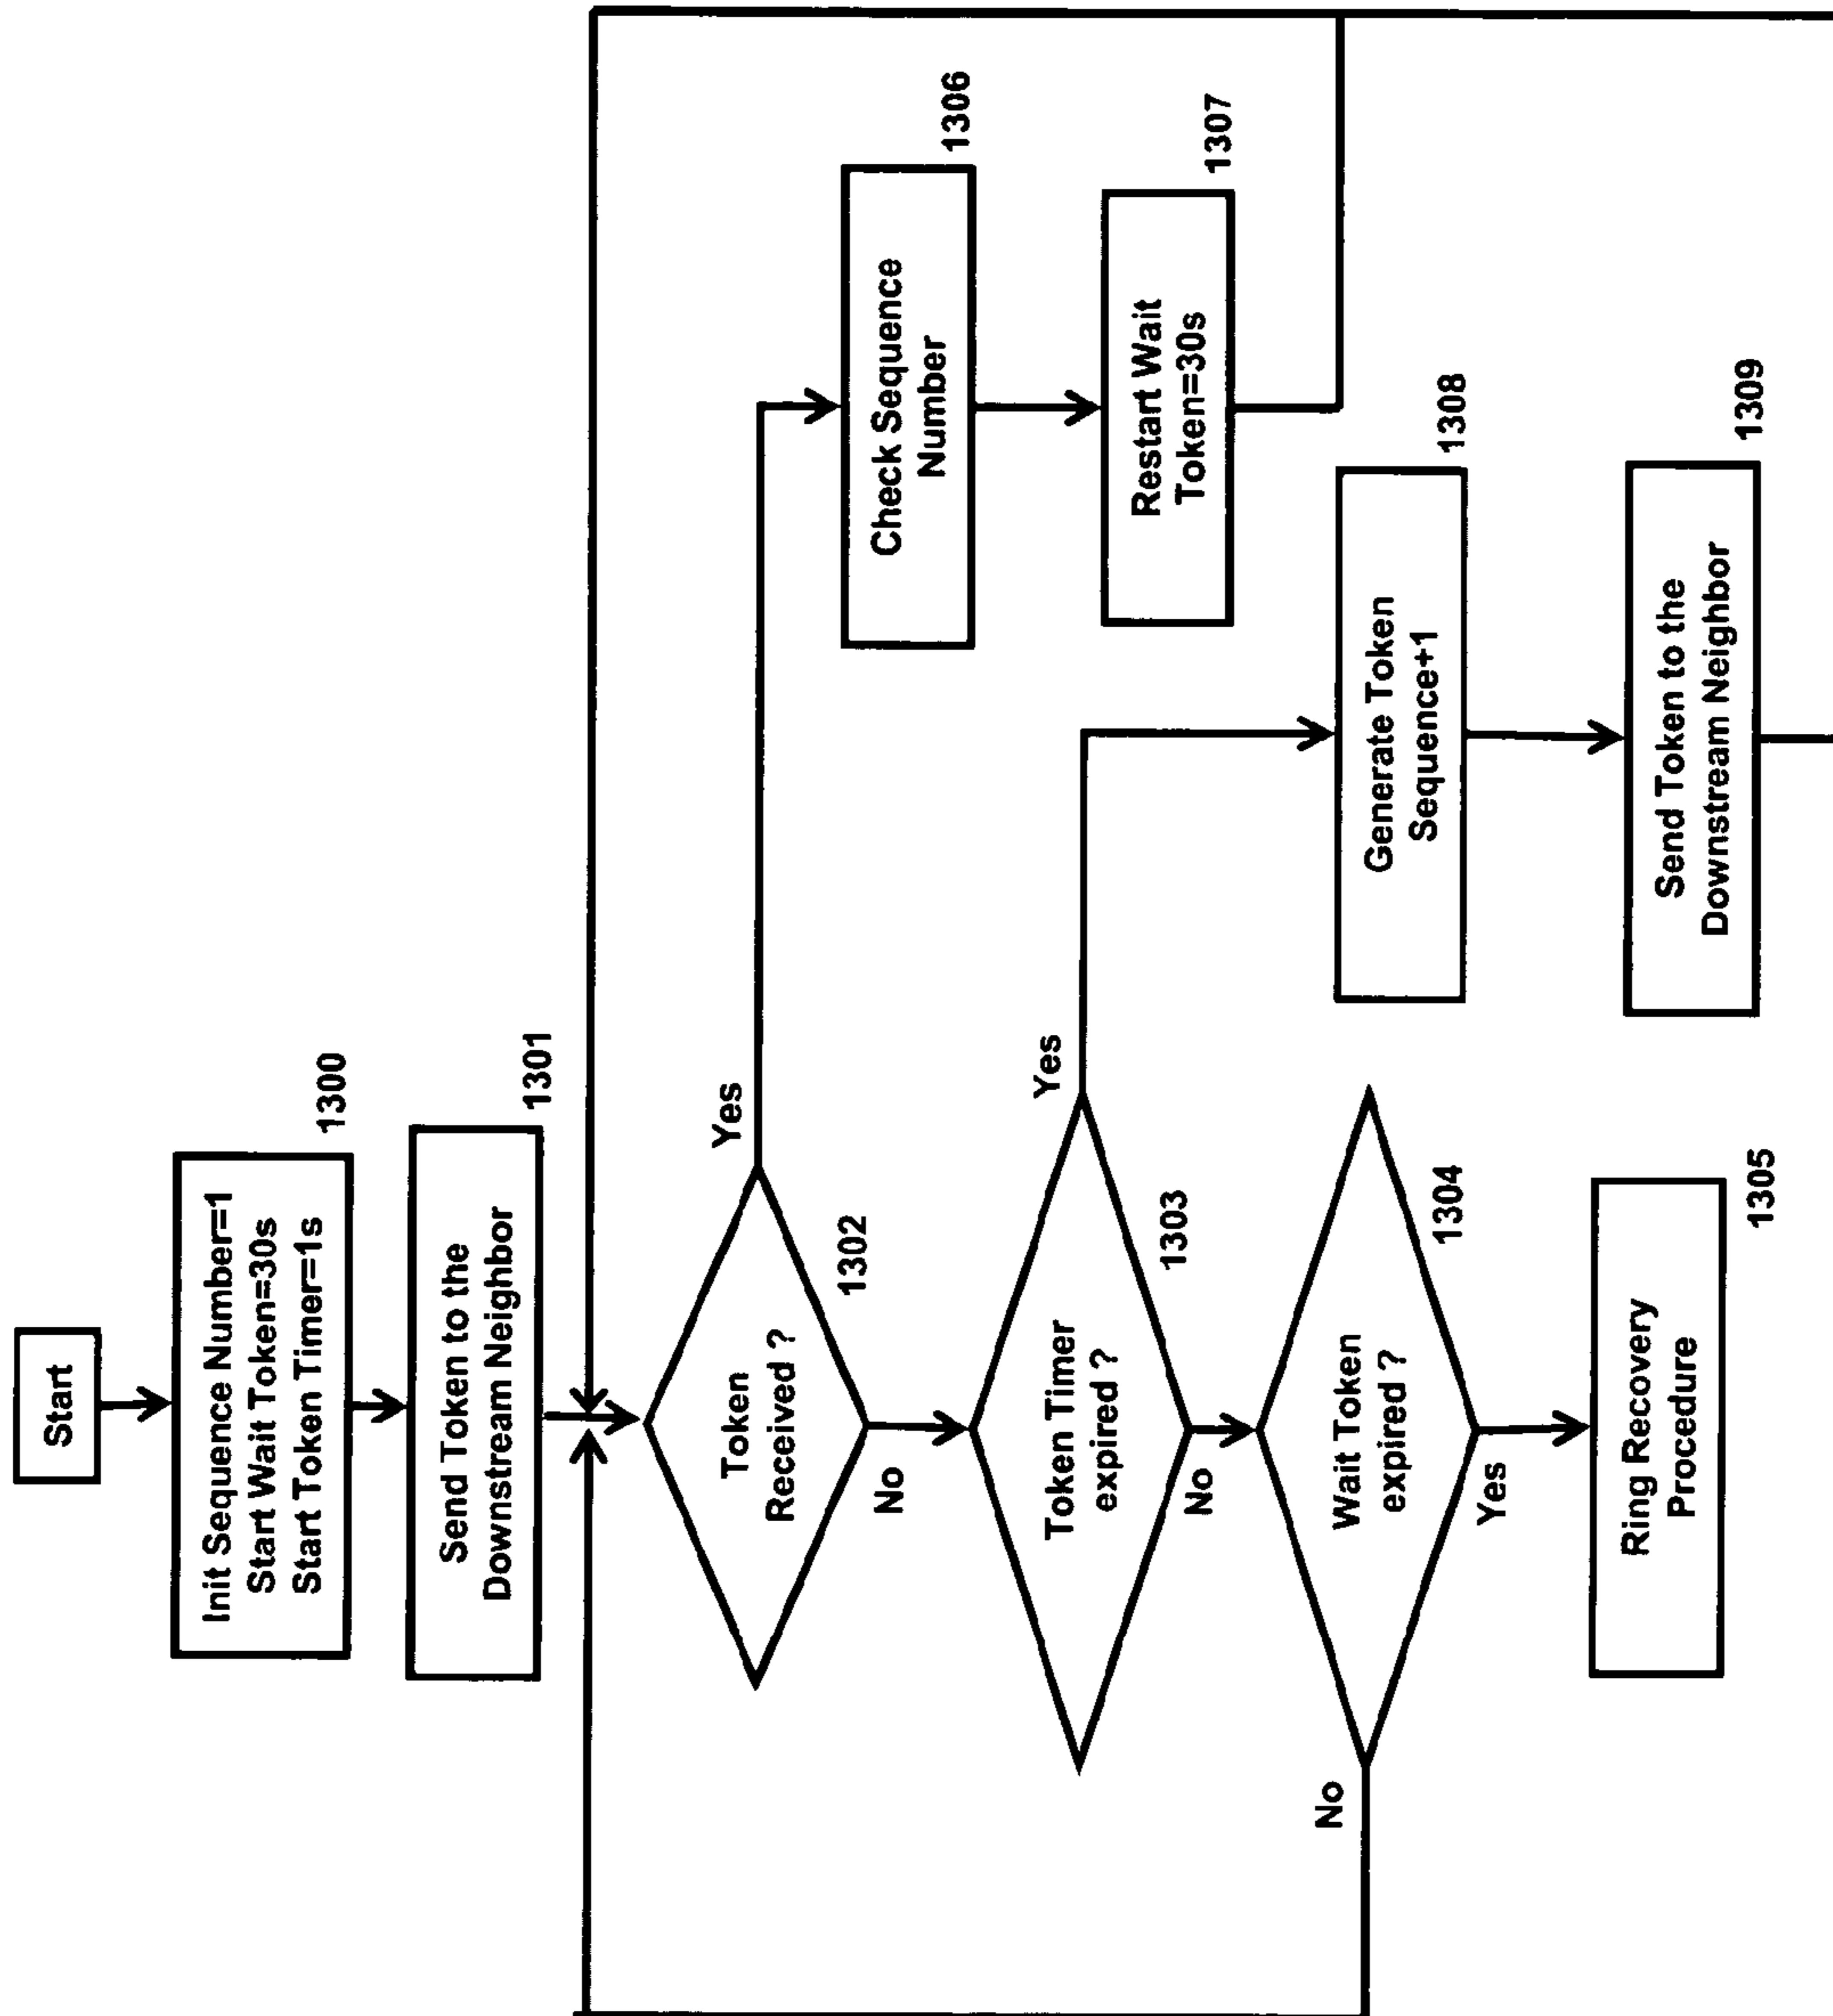 Start
Init Sequence Number=1
Start Wait Token=30s
Start Token Timer=1s
1300
Send Token to the
Downstream Neighbor
1301
Token
Received ?
1302
Yes
No
Check Sequence
Number
1306
Restart Wait
Token=30s
1307
Token Timer
expired ?
1303
Yes
No
Generate Token
Sequence+1
1308
Send Token to the
Downstream Neighbor
1309
Wait Token
expired ?
1304
No
Yes
Ring Recovery
Procedure
1305